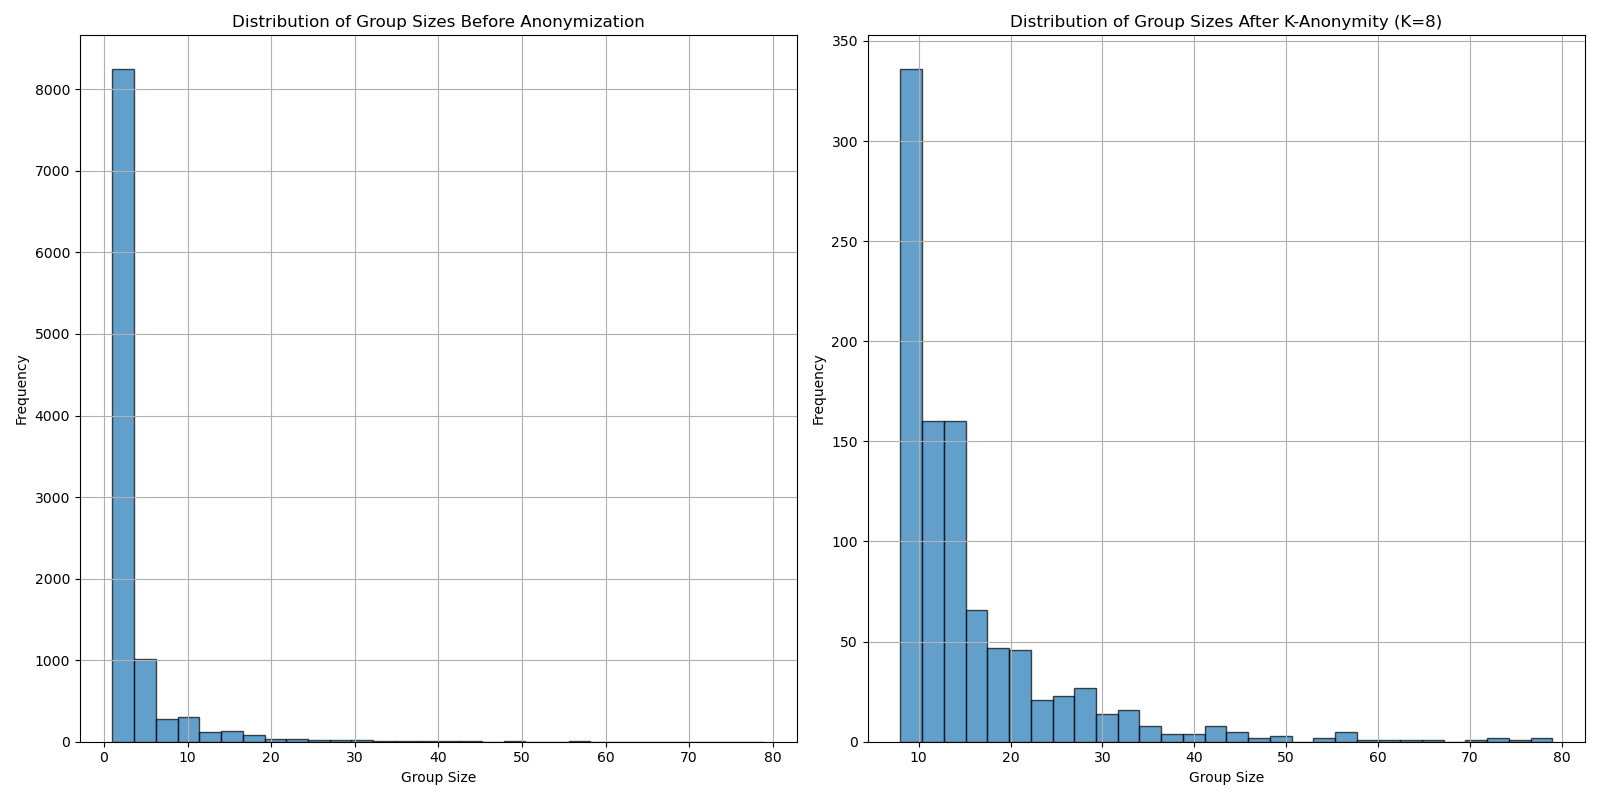 Distribution of Group Sizes Before Anonymization
Frequency
8000
7000
6000
5000
4000
3000
2000
1000
0
0 10 20 30 40 50 60 70 80
Group Size
Distribution of Group Sizes After K-Anonymity (K=8)
Frequency
350
300
250
200
150
100
50
0
10 20 30 40 50 60 70 80
Group Size